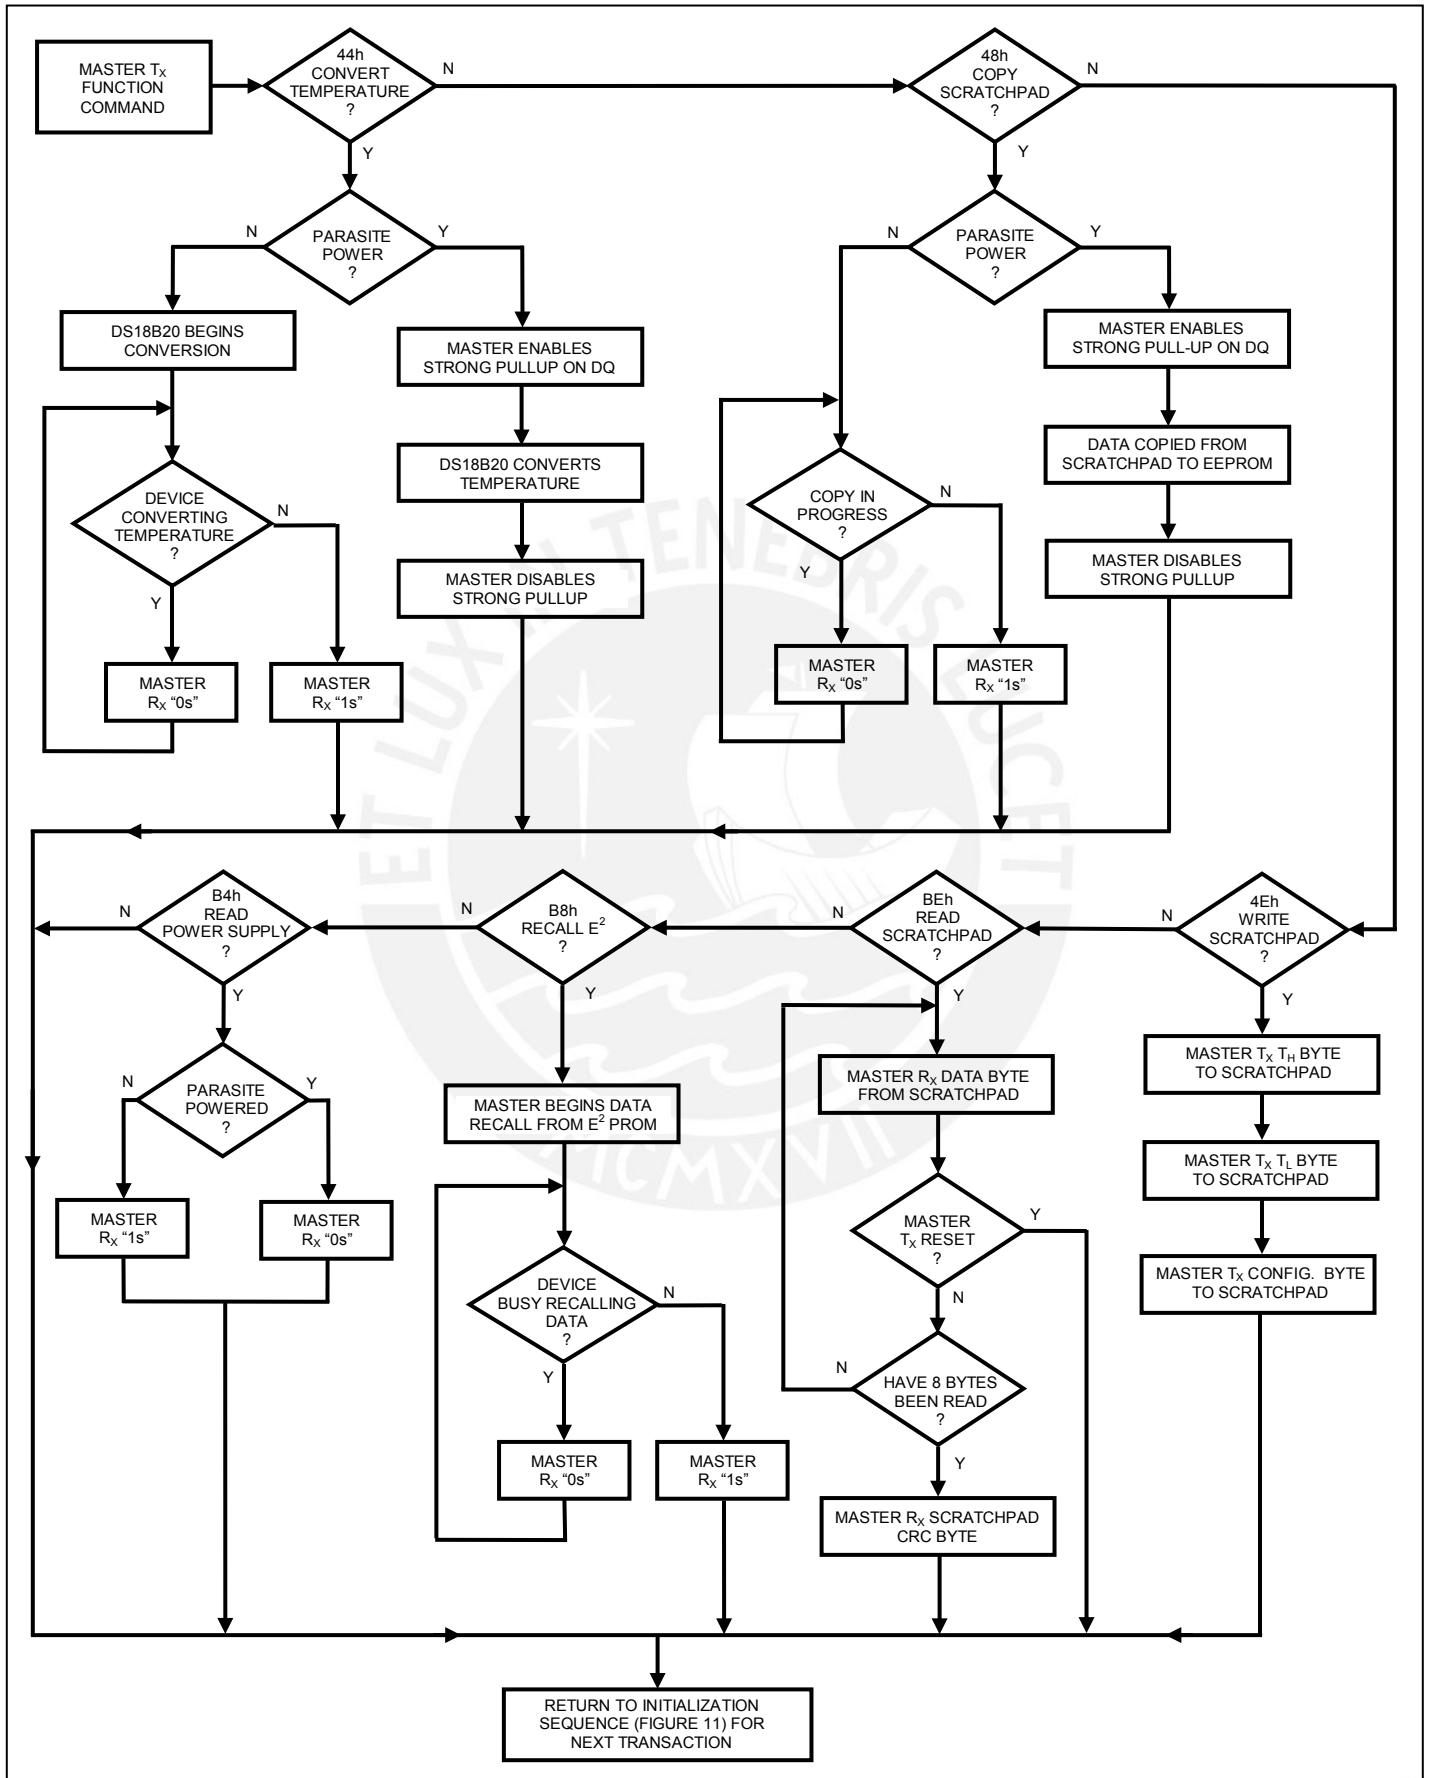 MASTER TX
FUNCTION
COMMAND
44h
CONVERT
TEMPERATURE
?
N
Y
48h
COPY
SCRATCHPAD
?
N
Y
PARASITE
POWER
?
N
Y
PARASITE
POWER
?
N
Y
DS18B20 BEGINS
CONVERSION
MASTER ENABLES
STRONG PULLUP ON DQ
MASTER ENABLES
STRONG PULL-UP ON DQ
DS18B20 CONVERTS
TEMPERATURE
DATA COPIED FROM
SCRATCHPAD TO EEPROM
DEVICE
CONVERTING
TEMPERATURE
?
N
Y
COPY IN
PROGRESS
?
N
Y
MASTER DISABLES
STRONG PULLUP
MASTER DISABLES
STRONG PULLUP
MASTER
RX “0s”
MASTER
RX “1s”
MASTER
RX “0s”
MASTER
RX “1s”
ET LUX IN TENEBRIS LUCET
MCMXVII
B4h
READ
POWER SUPPLY
?
N
Y
B8h
RECALL E²
?
N
Y
BEh
READ
SCRATCHPAD
?
N
Y
4Eh
WRITE
SCRATCHPAD
?
N
Y
PARASITE
POWERED
?
N
Y
MASTER BEGINS DATA
RECALL FROM E² PROM
MASTER RX DATA BYTE
FROM SCRATCHPAD
MASTER TX TH BYTE
TO SCRATCHPAD
MASTER TX TL BYTE
TO SCRATCHPAD
MASTER
RX “1s”
MASTER
RX “0s”
MASTER
TX RESET
?
Y
N
MASTER TX CONFIG. BYTE
TO SCRATCHPAD
DEVICE
BUSY RECALLING
DATA
?
N
Y
HAVE 8 BYTES
BEEN READ
?
N
Y
MASTER
RX “0s”
MASTER
RX “1s”
MASTER RX SCRATCHPAD
CRC BYTE
RETURN TO INITIALIZATION
SEQUENCE (FIGURE 11) FOR
NEXT TRANSACTION